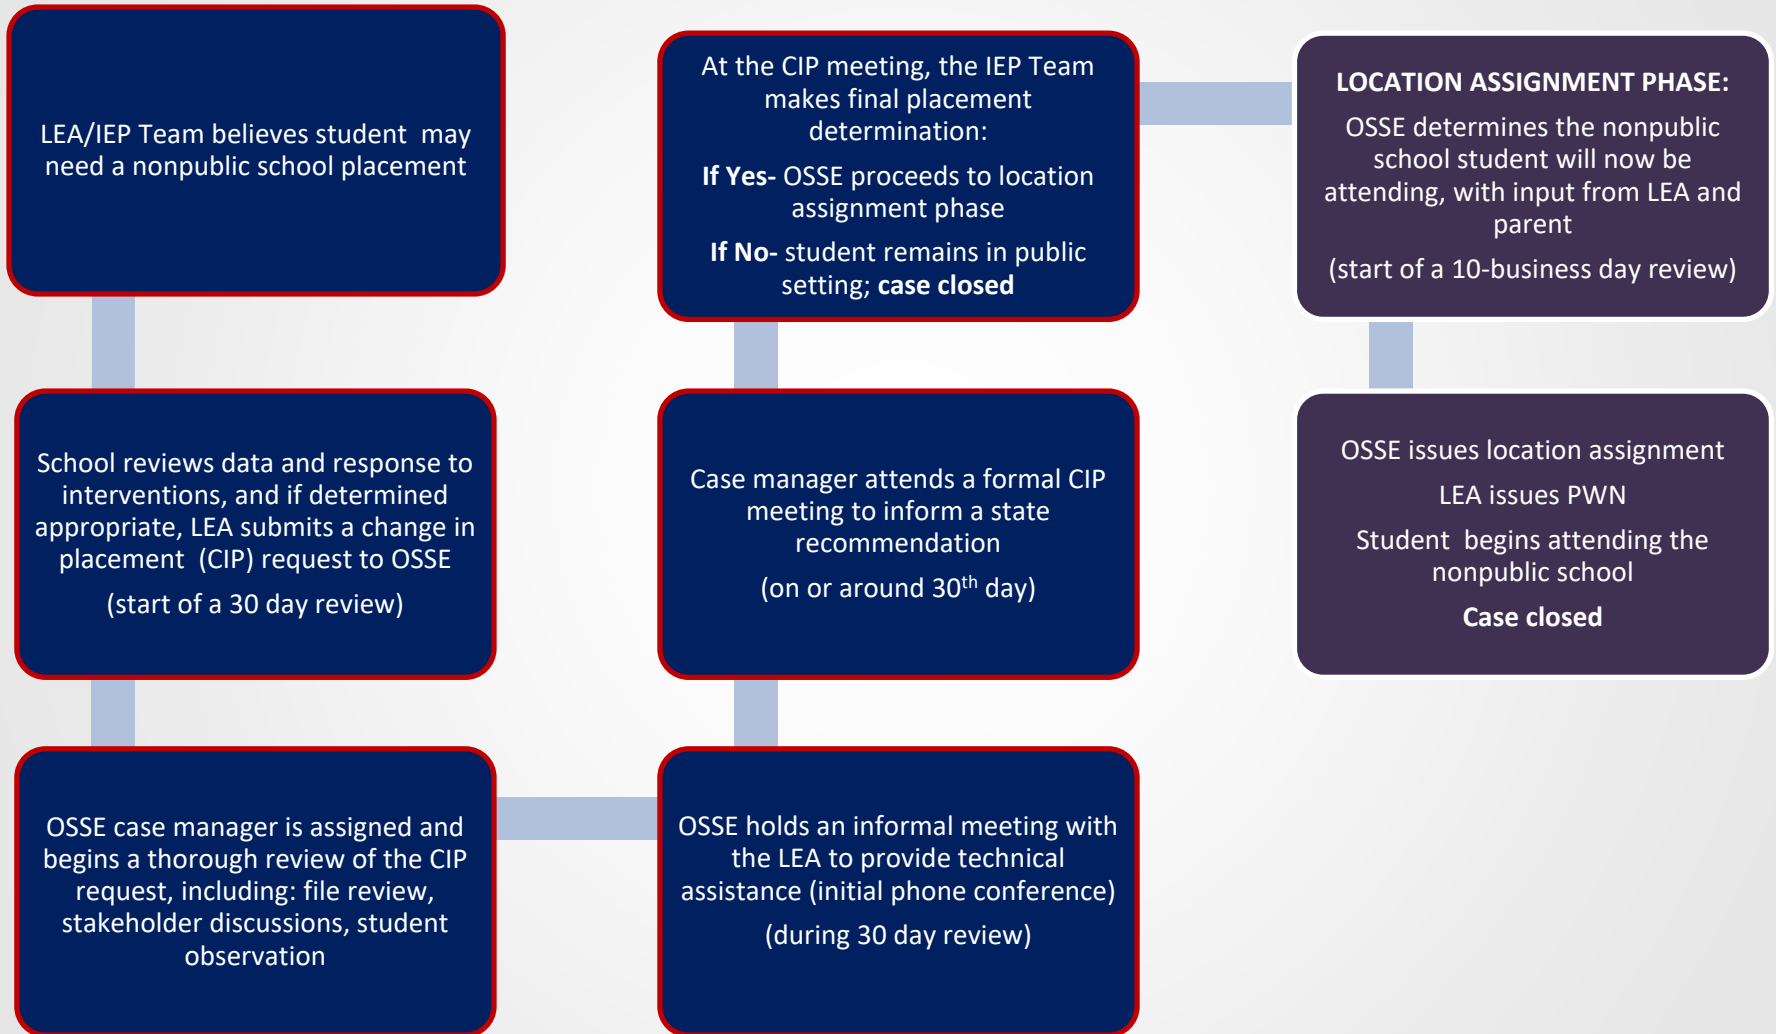 LEA/IEP Team believes student  may
need a nonpublic school placement
School reviews data and response to
interventions, and if determined
appropriate, LEA submits a change in
placement  (CIP) request to OSSE
(start of a 30 day review)
OSSE case manager is assigned and
begins a thorough review of the CIP
request, including: file review,
stakeholder discussions, student
observation
OSSE holds an informal meeting with
the LEA to provide technical
assistance (initial phone conference)
(during 30 day review)
Case manager attends a formal CIP
meeting to inform a state
recommendation
(on or around 30th day)
At the CIP meeting, the IEP Team
makes final placement
determination:
If Yes- OSSE proceeds to location
assignment phase
If No- student remains in public
setting; case closed
LOCATION ASSIGNMENT PHASE:
OSSE determines the nonpublic
school student will now be
attending, with input from LEA and
parent
(start of a 10-business day review)
OSSE issues location assignment
LEA issues PWN
Student  begins attending the
nonpublic school
Case closed